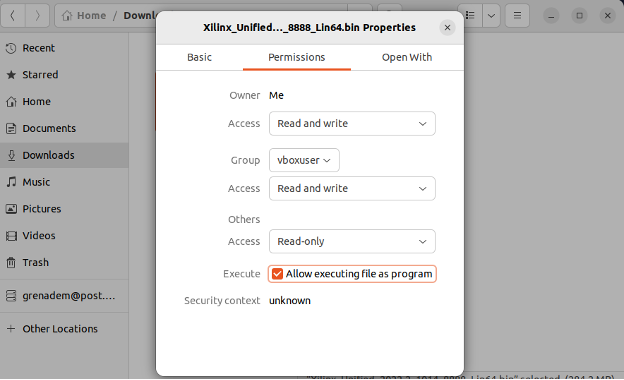 Home / Downlo
Xilinx_Unified..._8888_Lin64.bin Properties
Basic Permissions Open With
Recent
Starred
Home
Documents
Downloads
Music
Pictures
Videos
Trash
grenadem@post....
+ Other Locations
Owner Me
Access Read and write
Group vboxuser
Access Read and write
Others
Access Read-only
Execute Allow executing file as program
Security context unknown